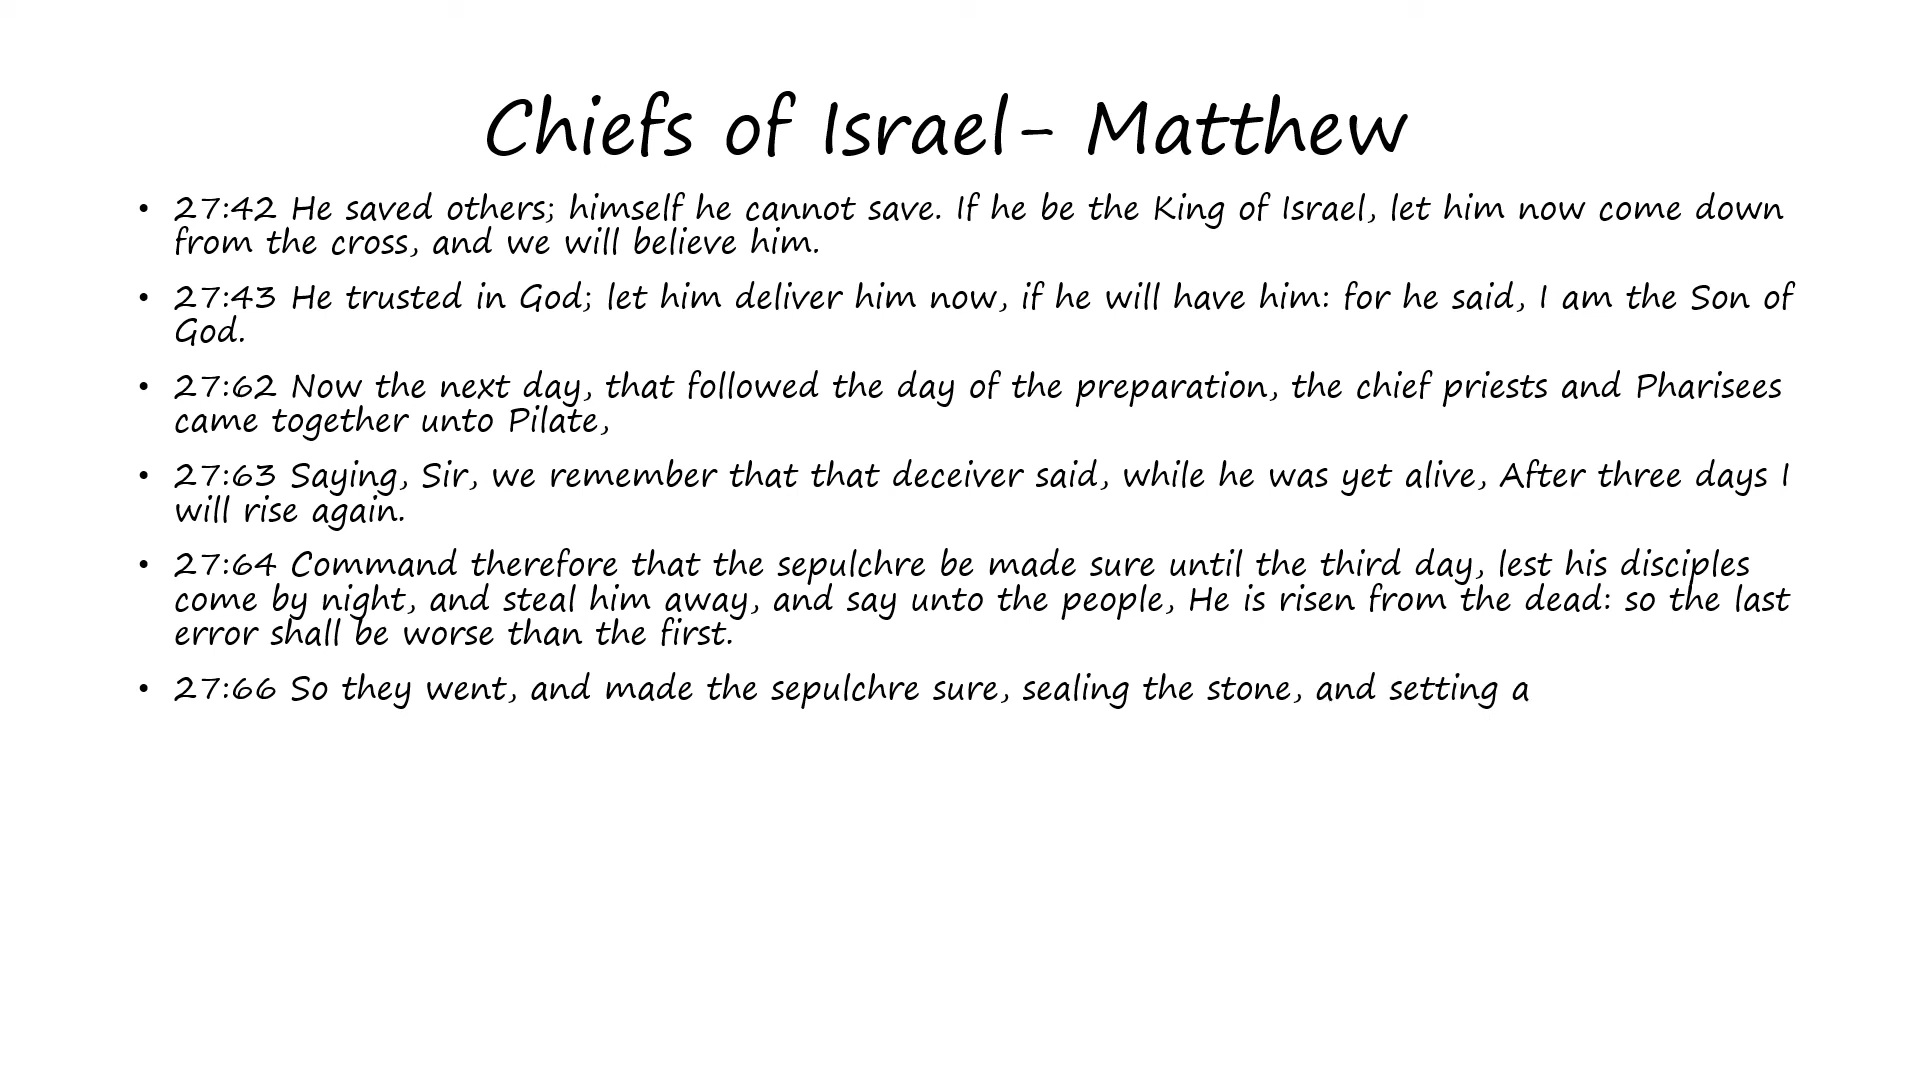 Chiefs of Israel- Matthew
• 27:42 He saved others; himself he cannot save. If he be the King of Israel, let him now come down
from the cross, and we will believe him.
• 27:43 He trusted in God; let him deliver him now, if he will have him: for he said, I am the Son of
God.
• 27:62 Now the next day, that followed the day of the preparation, the chief priests and Pharisees
came together unto Pilate,
• 27:63 Saying, Sir, we remember that that deceiver said, while he was yet alive, After three days I
will rise again.
• 27:64 Command therefore that the sepulchre be made sure until the third day, lest his disciples
come by night, and steal him away, and say unto the people, He is risen from the dead: so the last
error shall be worse than the first.
• 27:66 So they went, and made the sepulchre sure, sealing the stone, and setting a